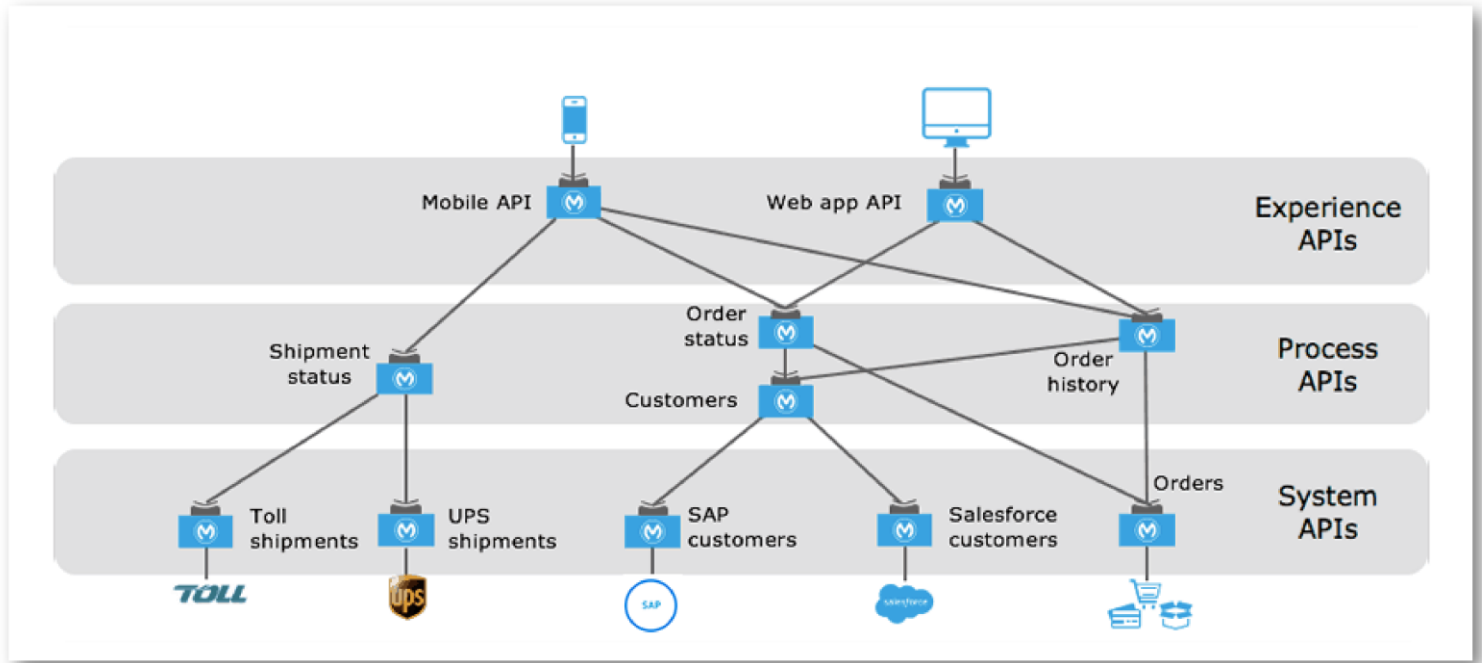 Mobile API
Web app API
Experience
APIs
Order
status
Shipment
status
Order
history
Process
APIs
Customers
Orders
Toll
shipments
UPS
shipments
SAP
customers
Salesforce
customers
System
APIs
TOLL
ups
SAP
salesforce